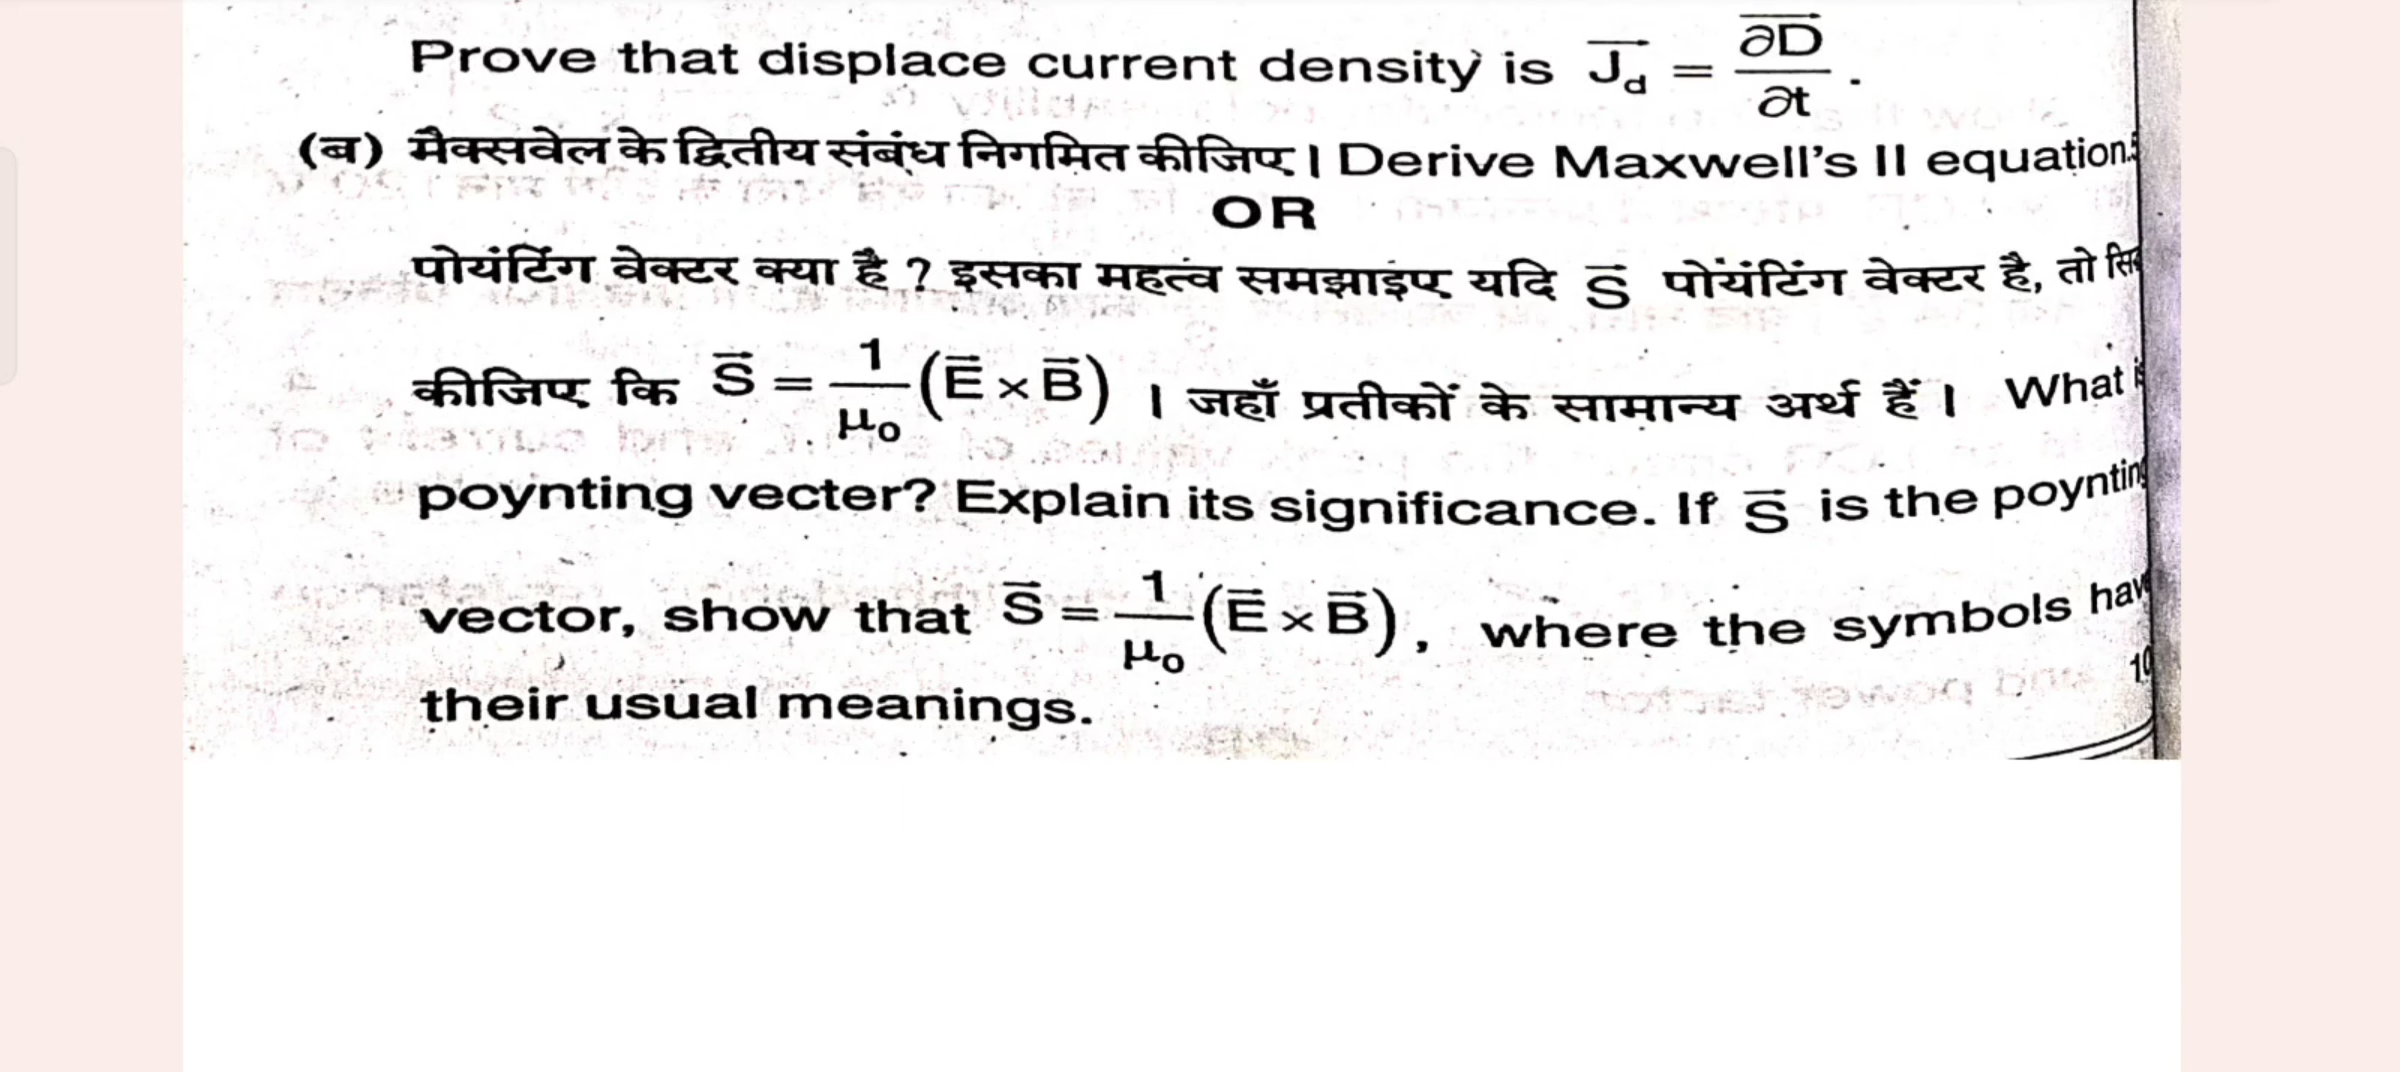 Prove that displace current density is J⃗d = ∂D⃗/∂t .
(ब) मैक्सवेल के द्वितीय संबंध निगमित कीजिए। Derive Maxwell's II equation.
OR
पोयंटिंग वेक्टर क्या है ? इसका महत्व समझाइए यदि S⃗ पोयंटिंग वेक्टर है, तो
कीजिए कि S⃗ = 1/μ₀ (E⃗ × B⃗) । जहाँ प्रतीकों के सामान्य अर्थ हैं। What
poynting vecter? Explain its significance. If S⃗ is the
vector, show that S⃗ = 1/μ₀ (E⃗ × B⃗), where the symbols
their usual meanings. 10